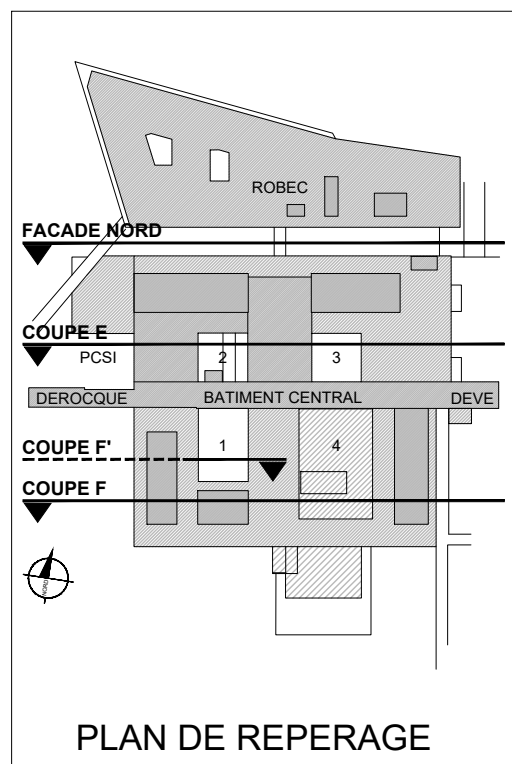 ROBEC
FACADE NORD
COUPE E
PCSI
2
3
DEROCQUE
BATIMENT CENTRAL
DEVE
COUPE F'
1
4
COUPE F
NORD
PLAN DE REPERAGE